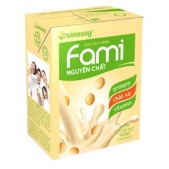 Vinasoy
SỮA ĐẬU NÀNH
Fami
NGUYÊN CHẤT
protein
chất xơ
vitamin